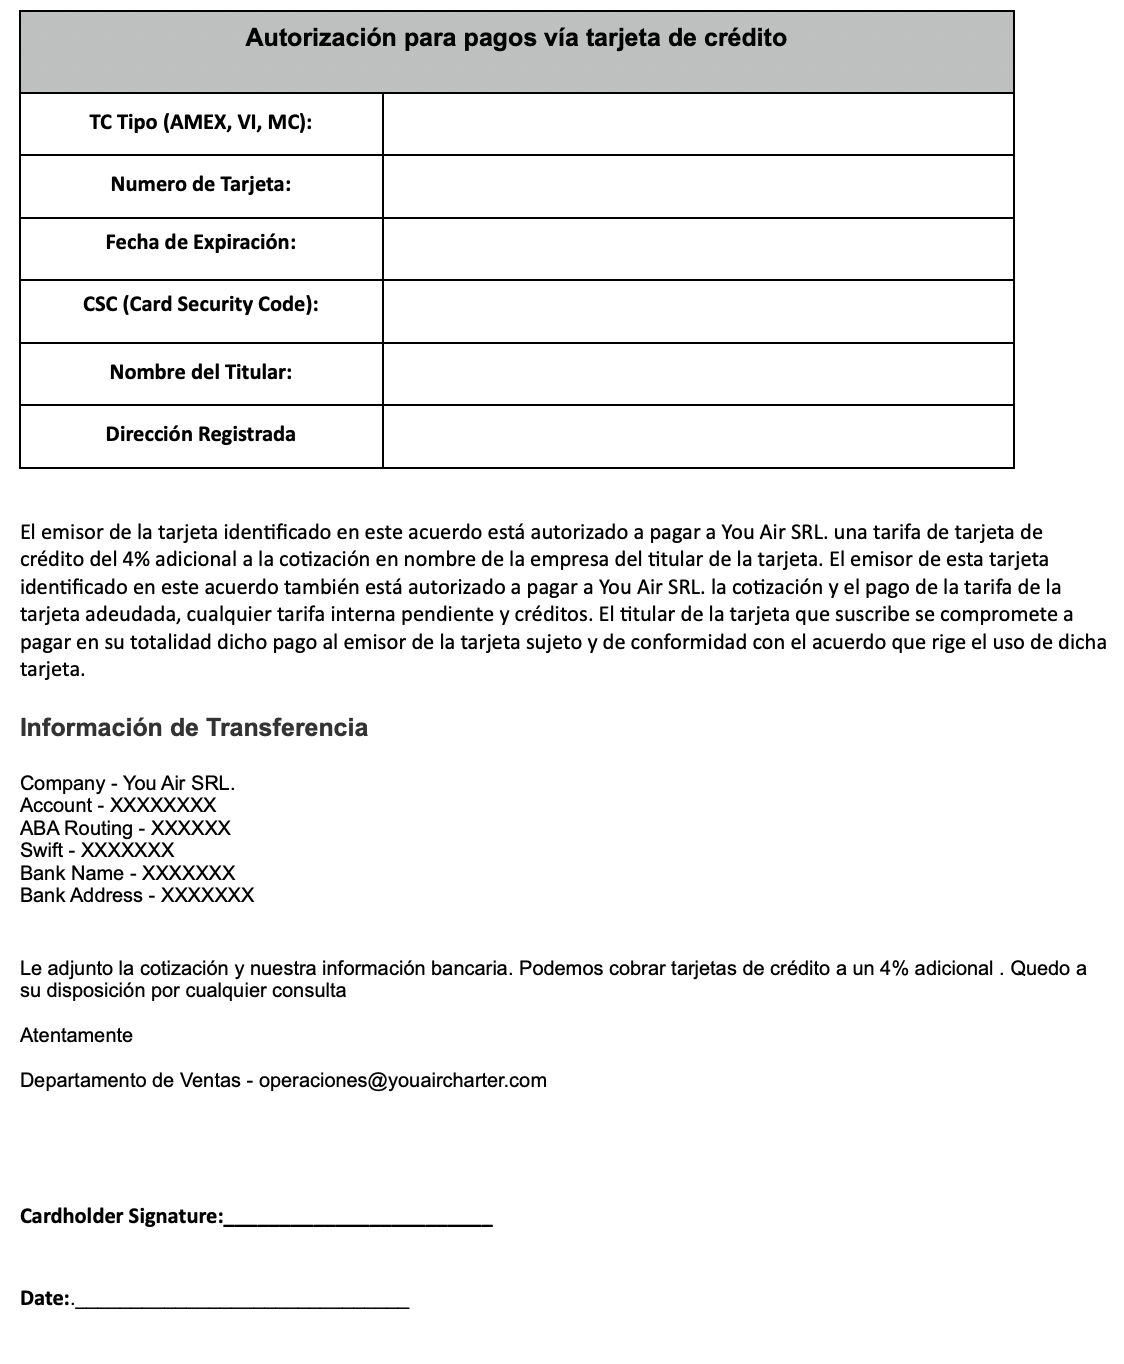 Autorización para pagos vía tarjeta de crédito
TC Tipo (AMEX, VI, MC):
Numero de Tarjeta:
Fecha de Expiración:
CSC (Card Security Code):
Nombre del Titular:
Dirección Registrada
El emisor de la tarjeta identificado en este acuerdo está autorizado a pagar a You Air SRL. una tarifa de tarjeta de
crédito del 4% adicional a la cotización en nombre de la empresa del titular de la tarjeta. El emisor de esta tarjeta
identificado en este acuerdo también está autorizado a pagar a You Air SRL. la cotización y el pago de la tarifa de la
tarjeta adeudada, cualquier tarifa interna pendiente y créditos. El titular de la tarjeta que suscribe se compromete a
pagar en su totalidad dicho pago al emisor de la tarjeta sujeto y de conformidad con el acuerdo que rige el uso de dicha
tarjeta.
Información de Transferencia
Company - You Air SRL.
Account - XXXXXXXX
ABA Routing - XXXXXX
Swift - XXXXXXX
Bank Name - XXXXXXX
Bank Address - XXXXXXX
Le adjunto la cotización y nuestra información bancaria. Podemos cobrar tarjetas de crédito a un 4% adicional . Quedo a
su disposición por cualquier consulta
Atentamente
Departamento de Ventas - operaciones@youaircharter.com
Cardholder Signature:________________________
Date:.______________________________